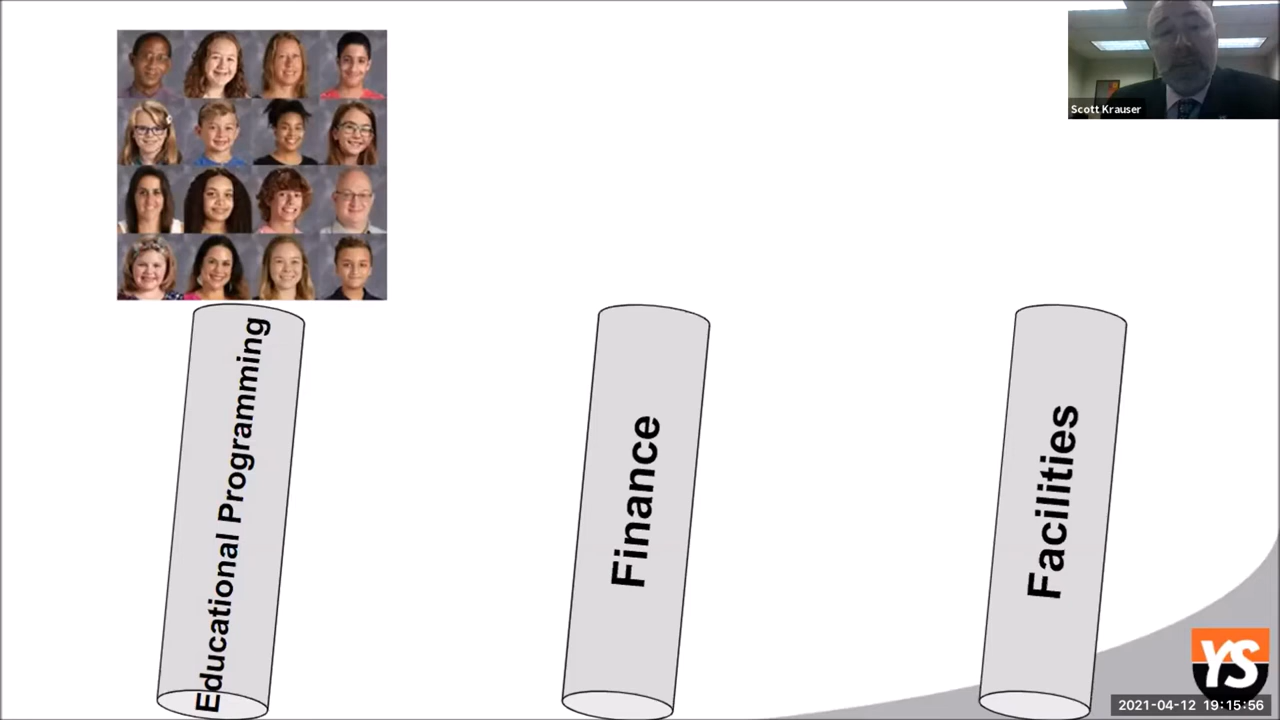 Scott Krauser
Educational Programming
Finance
Facilities
YS
2021-04-12 19:15:56